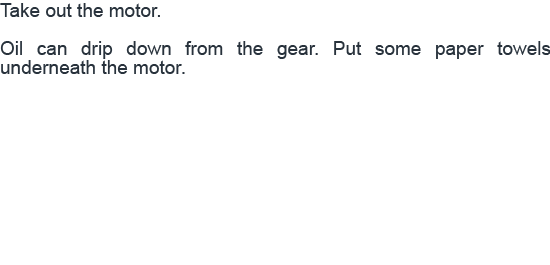 Take out the motor.
Oil can drip down from the gear. Put some paper towels
underneath the motor.